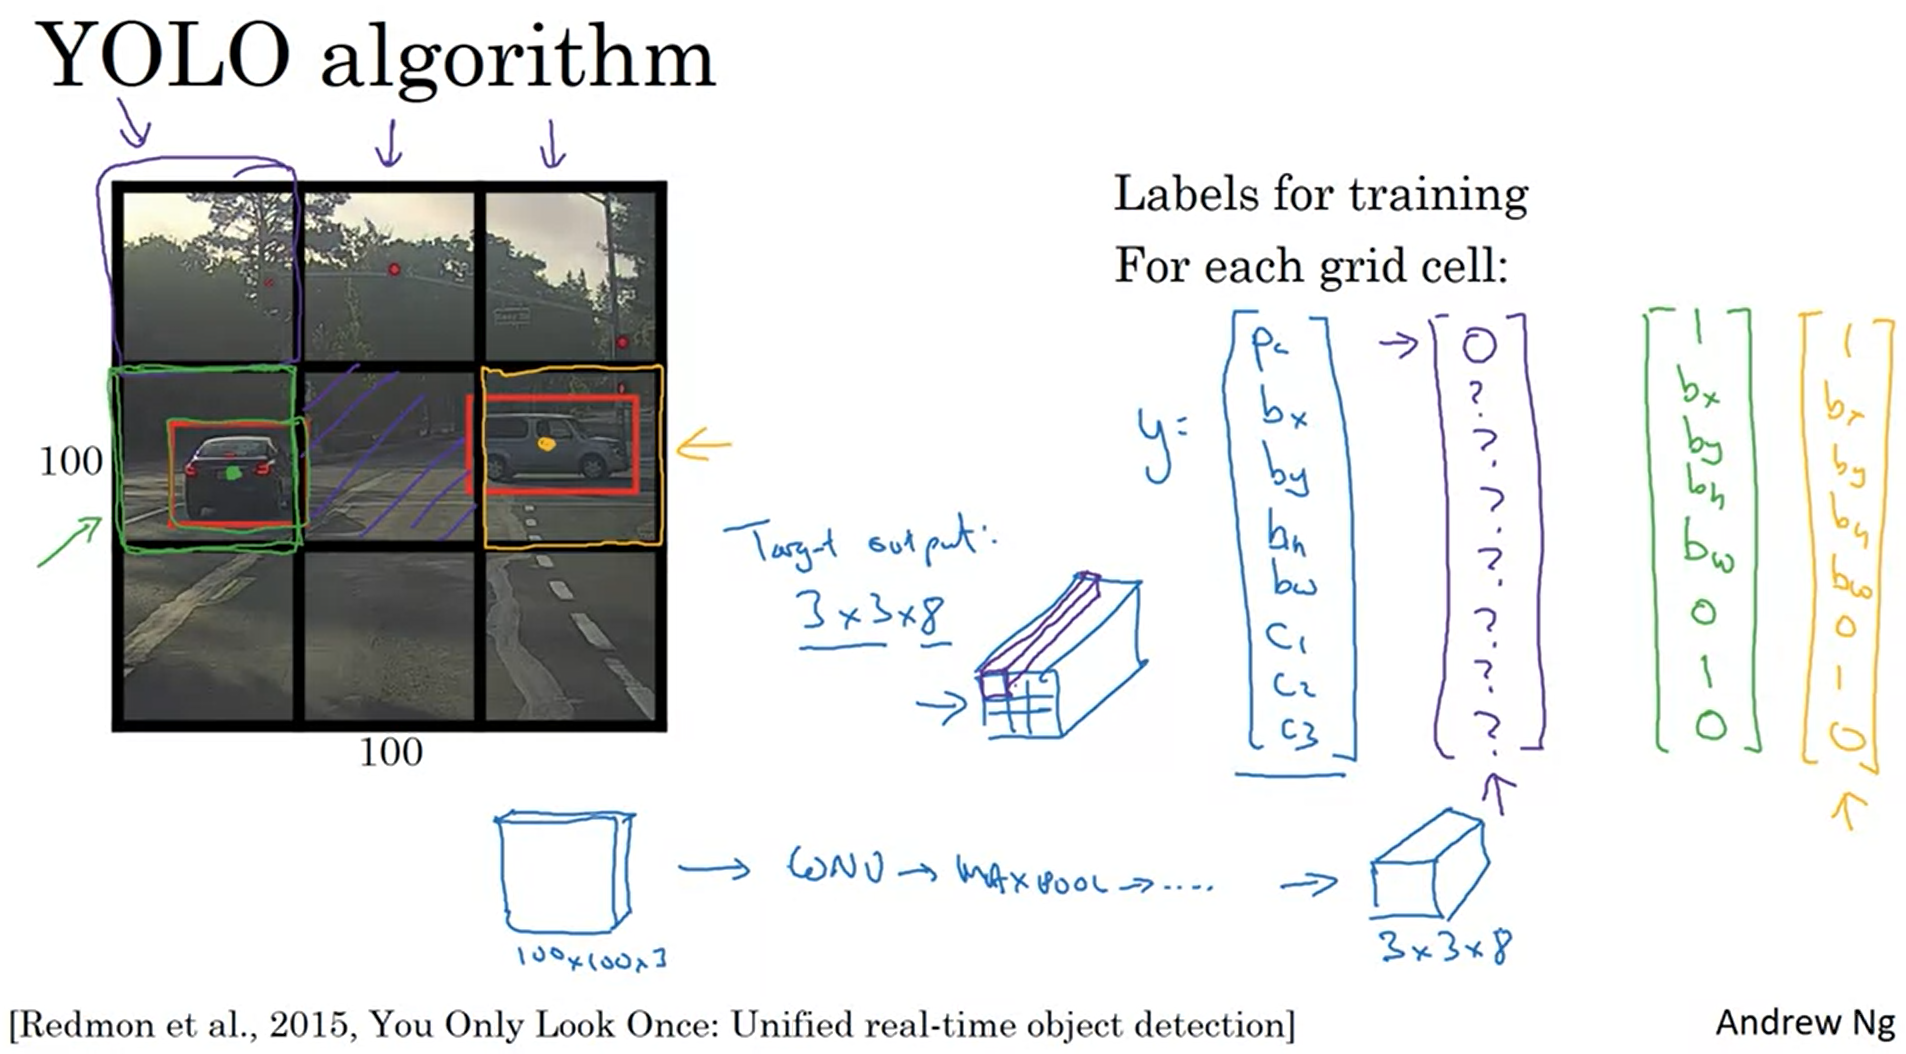 YOLO algorithm
Labels for training
For each grid cell:
100
100
Target output:
3 x 3 x 8
y =
Pc
bx
by
bh
bw
C1
C2
C3
0
?
?
?
?
?
?
?
1
bx
by
bh
bw
0
1
0
1
bx
by
bh
bw
0
1
0
100x100x3
CONV → MAXPOOL → ....
3 x 3 x 8
[Redmon et al., 2015, You Only Look Once: Unified real-time object detection]
Andrew Ng